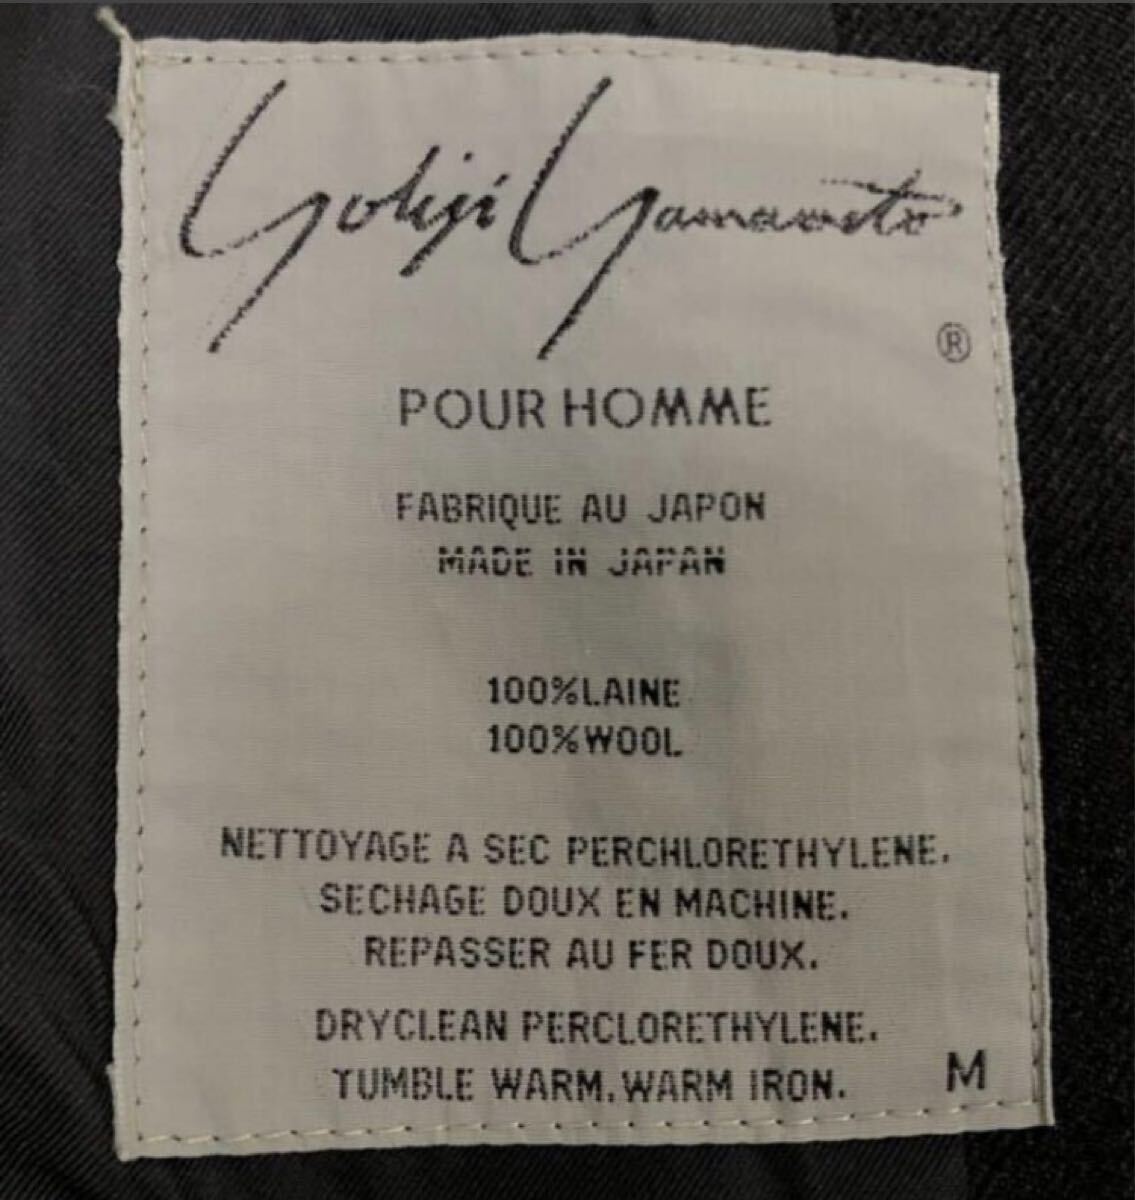 Yohji Yamamoto
®
POUR HOMME
FABRIQUE AU JAPON
MADE IN JAPAN
100%LAINE
100%WOOL
NETTOYAGE A SEC PERCHLORETHYLENE.
SECHAGE DOUX EN MACHINE.
REPASSER AU FER DOUX.
DRYCLEAN PERCLORETHYLENE.
TUMBLE WARM. WARM IRON.
M